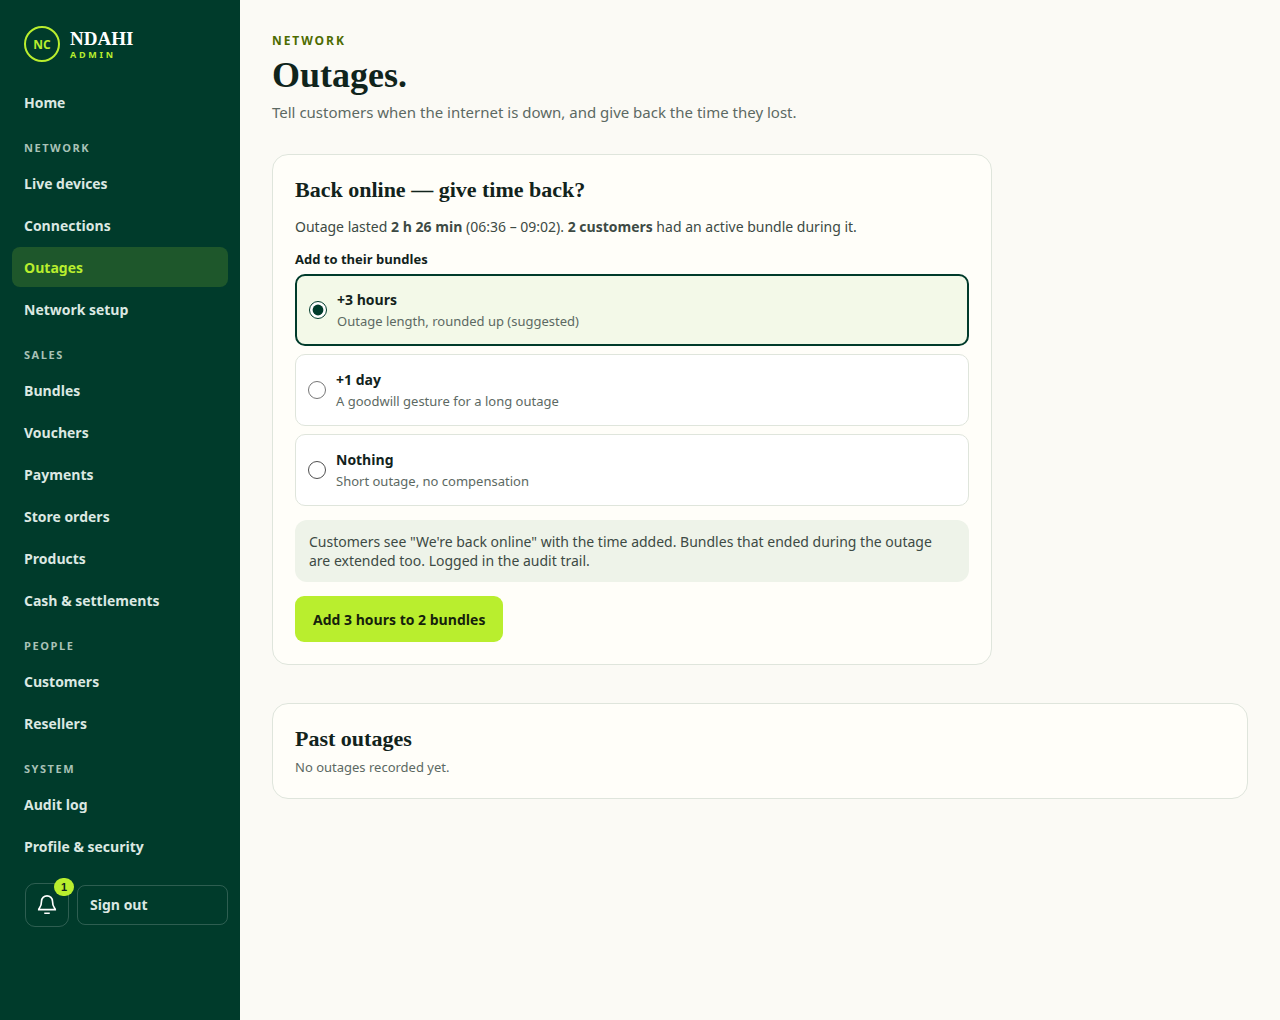 NC
NDAHI
ADMIN
Home
NETWORK
Live devices
Connections
Outages
Network setup
SALES
Bundles
Vouchers
Payments
Store orders
Products
Cash & settlements
PEOPLE
Customers
Resellers
SYSTEM
Audit log
Profile & security
1
Sign out
NETWORK
Outages.
Tell customers when the internet is down, and give back the time they lost.
Back online — give time back?
Outage lasted 2 h 26 min (06:36 – 09:02). 2 customers had an active bundle during it.
Add to their bundles
+3 hours
Outage length, rounded up (suggested)
+1 day
A goodwill gesture for a long outage
Nothing
Short outage, no compensation
Customers see "We're back online" with the time added. Bundles that ended during the outage
are extended too. Logged in the audit trail.
Add 3 hours to 2 bundles
Past outages
No outages recorded yet.